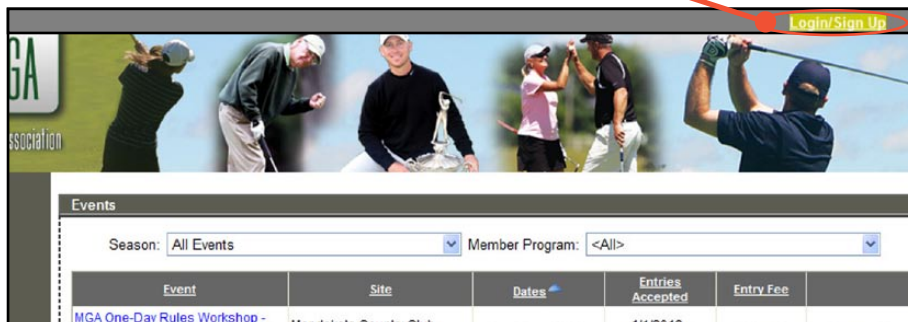 Login/Sign Up
GA
ssociation
Events
Season: All Events Member Program: <All>
Event Site Dates Entries Accepted Entry Fee
MGA One-Day Rules Workshop -